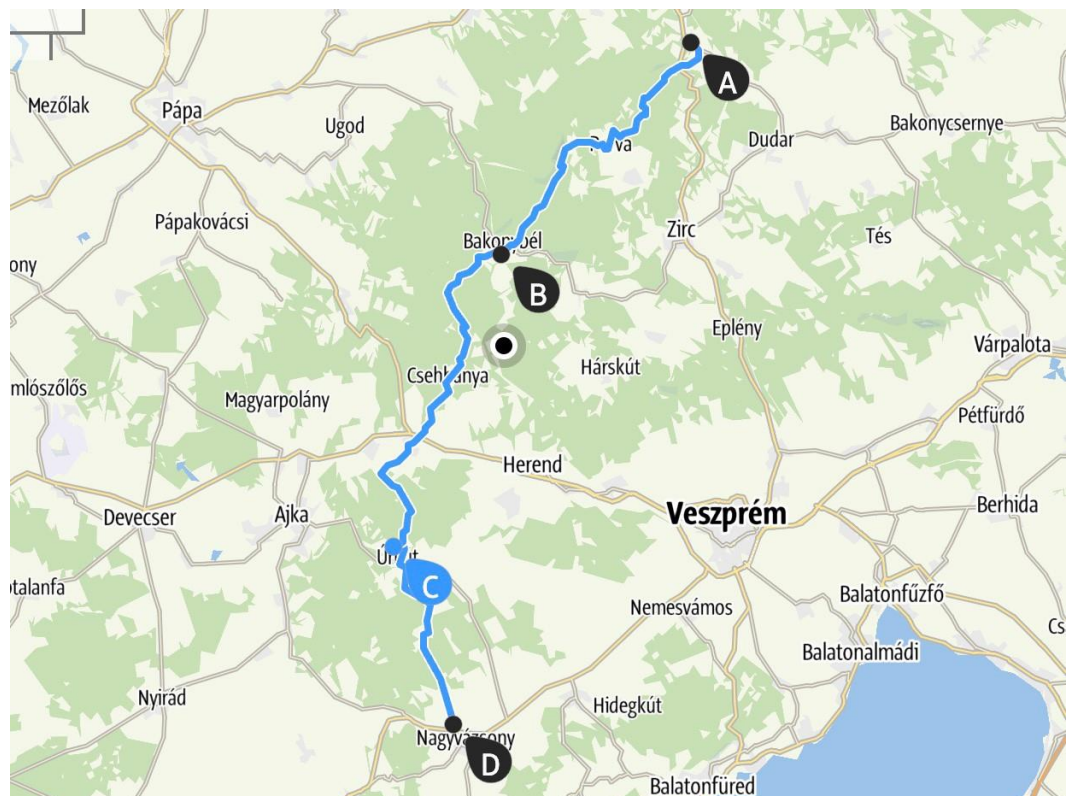 A
Mezőlak
Pápa
Ugod
Dudar
Bakonycsernye
Pápakovácsi
Zirc
Tés
B
Eplény
Várpalota
Hárskút
Magyarpolány
Pétfürdő
Herend
Berhida
Devecser
Ajka
Veszprém
C
Nemesvámos
Balatonfűzfő
Balatonalmádi
Nyirád
Hidegkút
Nagyvázsony
D
Balatonfüred